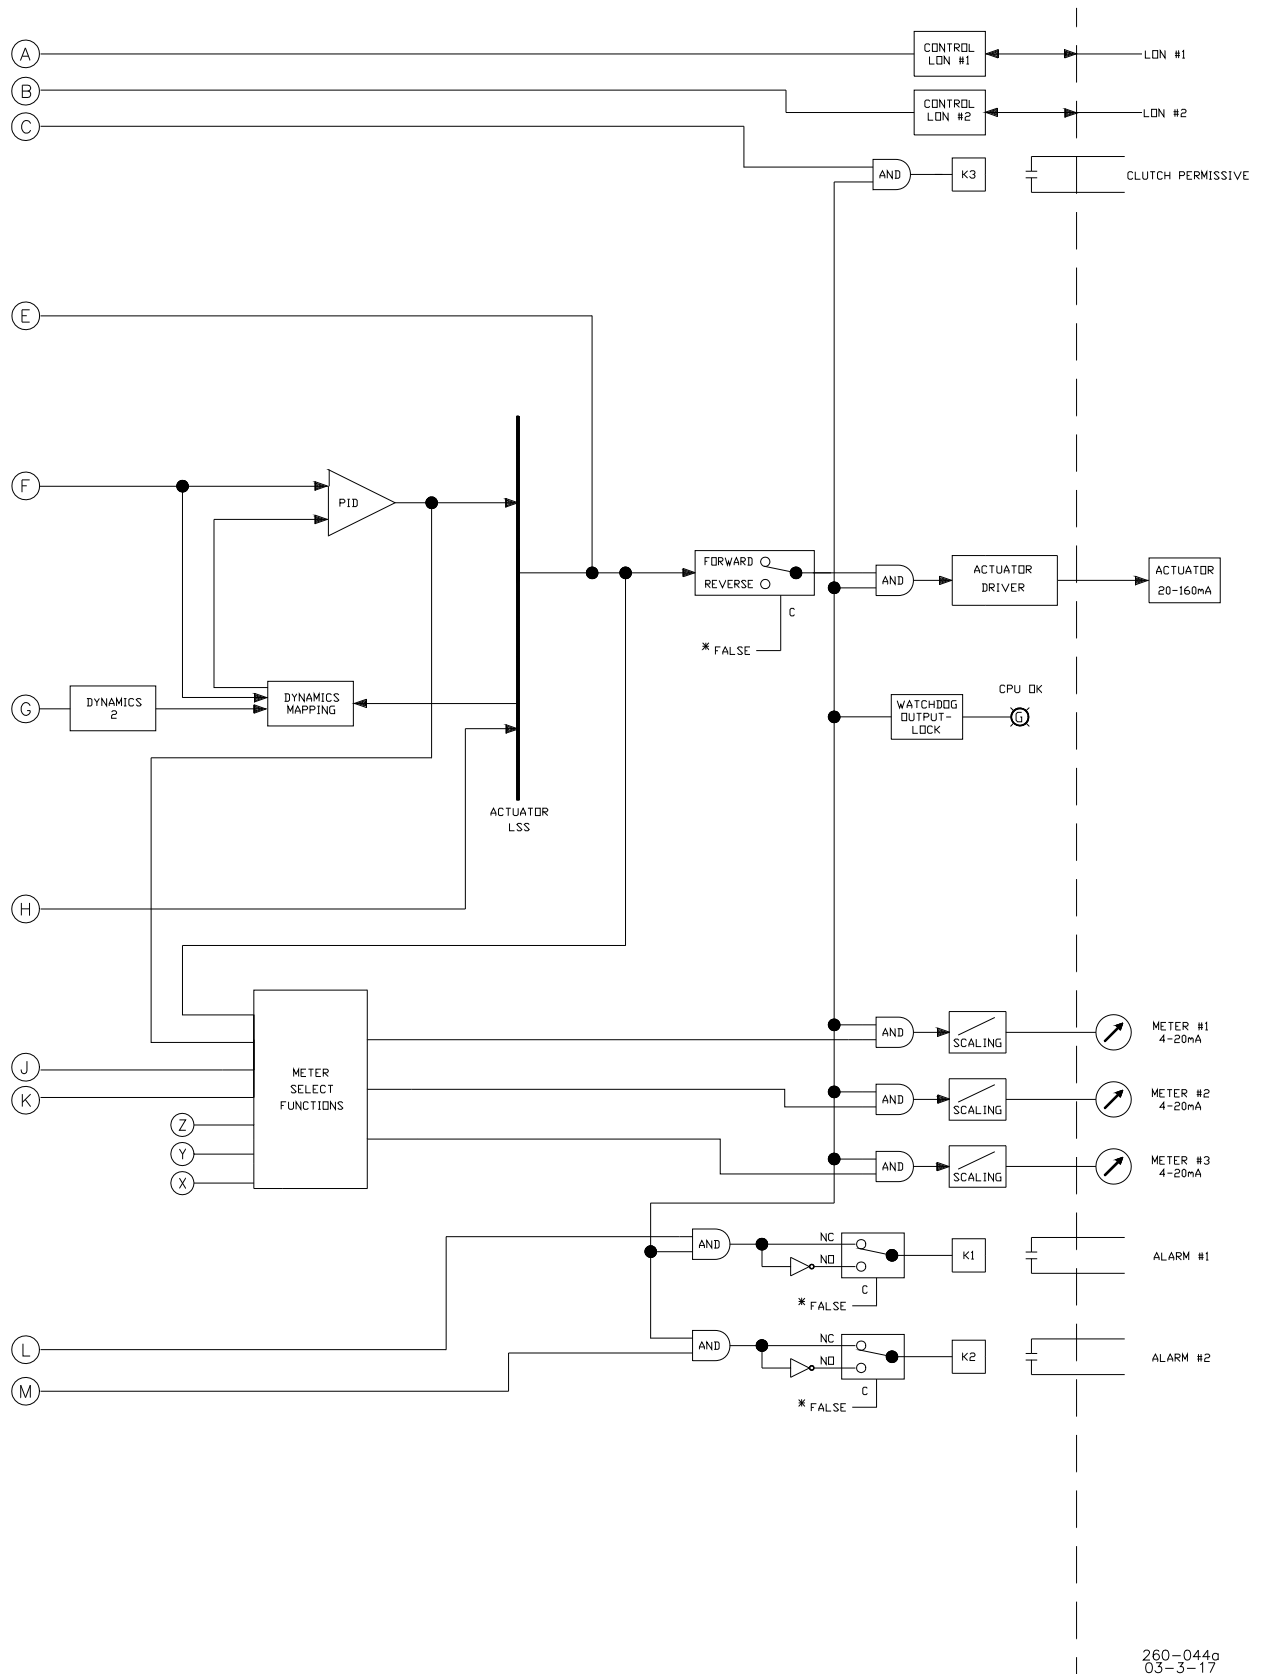 A
CONTROL
LON #1
LON #1
B
CONTROL
LON #2
LON #2
C
AND
K3
CLUTCH PERMISSIVE
E
F
PID
FORWARD
REVERSE
C
* FALSE
AND
ACTUATOR
DRIVER
ACTUATOR
20-160mA
G
DYNAMICS
2
DYNAMICS
MAPPING
WATCHDOG
OUTPUT-
LOCK
CPU OK
G
ACTUATOR
LSS
H
METER
SELECT
FUNCTIONS
J
K
Z
Y
X
AND
SCALING
METER #1
4-20mA
AND
SCALING
METER #2
4-20mA
AND
SCALING
METER #3
4-20mA
AND
NC
NO
C
* FALSE
K1
ALARM #1
L
AND
NC
NO
C
* FALSE
K2
ALARM #2
M
260-044a
03-3-17